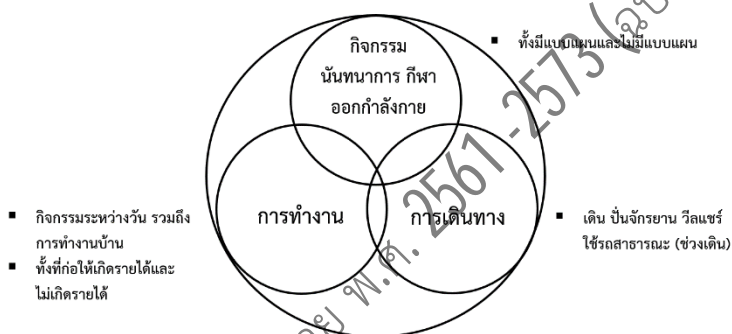 กิจกรรม
นันทนาการ กีฬา
ออกกำลังกาย
▪ ทั้งมีแบบแผนและไม่มีแบบแผน
การทำงาน
การเดินทาง
▪ กิจกรรมระหว่างวัน รวมถึง
การทำงานบ้าน
▪ ทั้งที่ก่อให้เกิดรายได้และ
ไม่เกิดรายได้
▪ เดิน ปั่นจักรยาน วีลแชร์
ใช้รถสาธารณะ (ช่วงเดิน)
พ.ศ. 2561 -2573 (